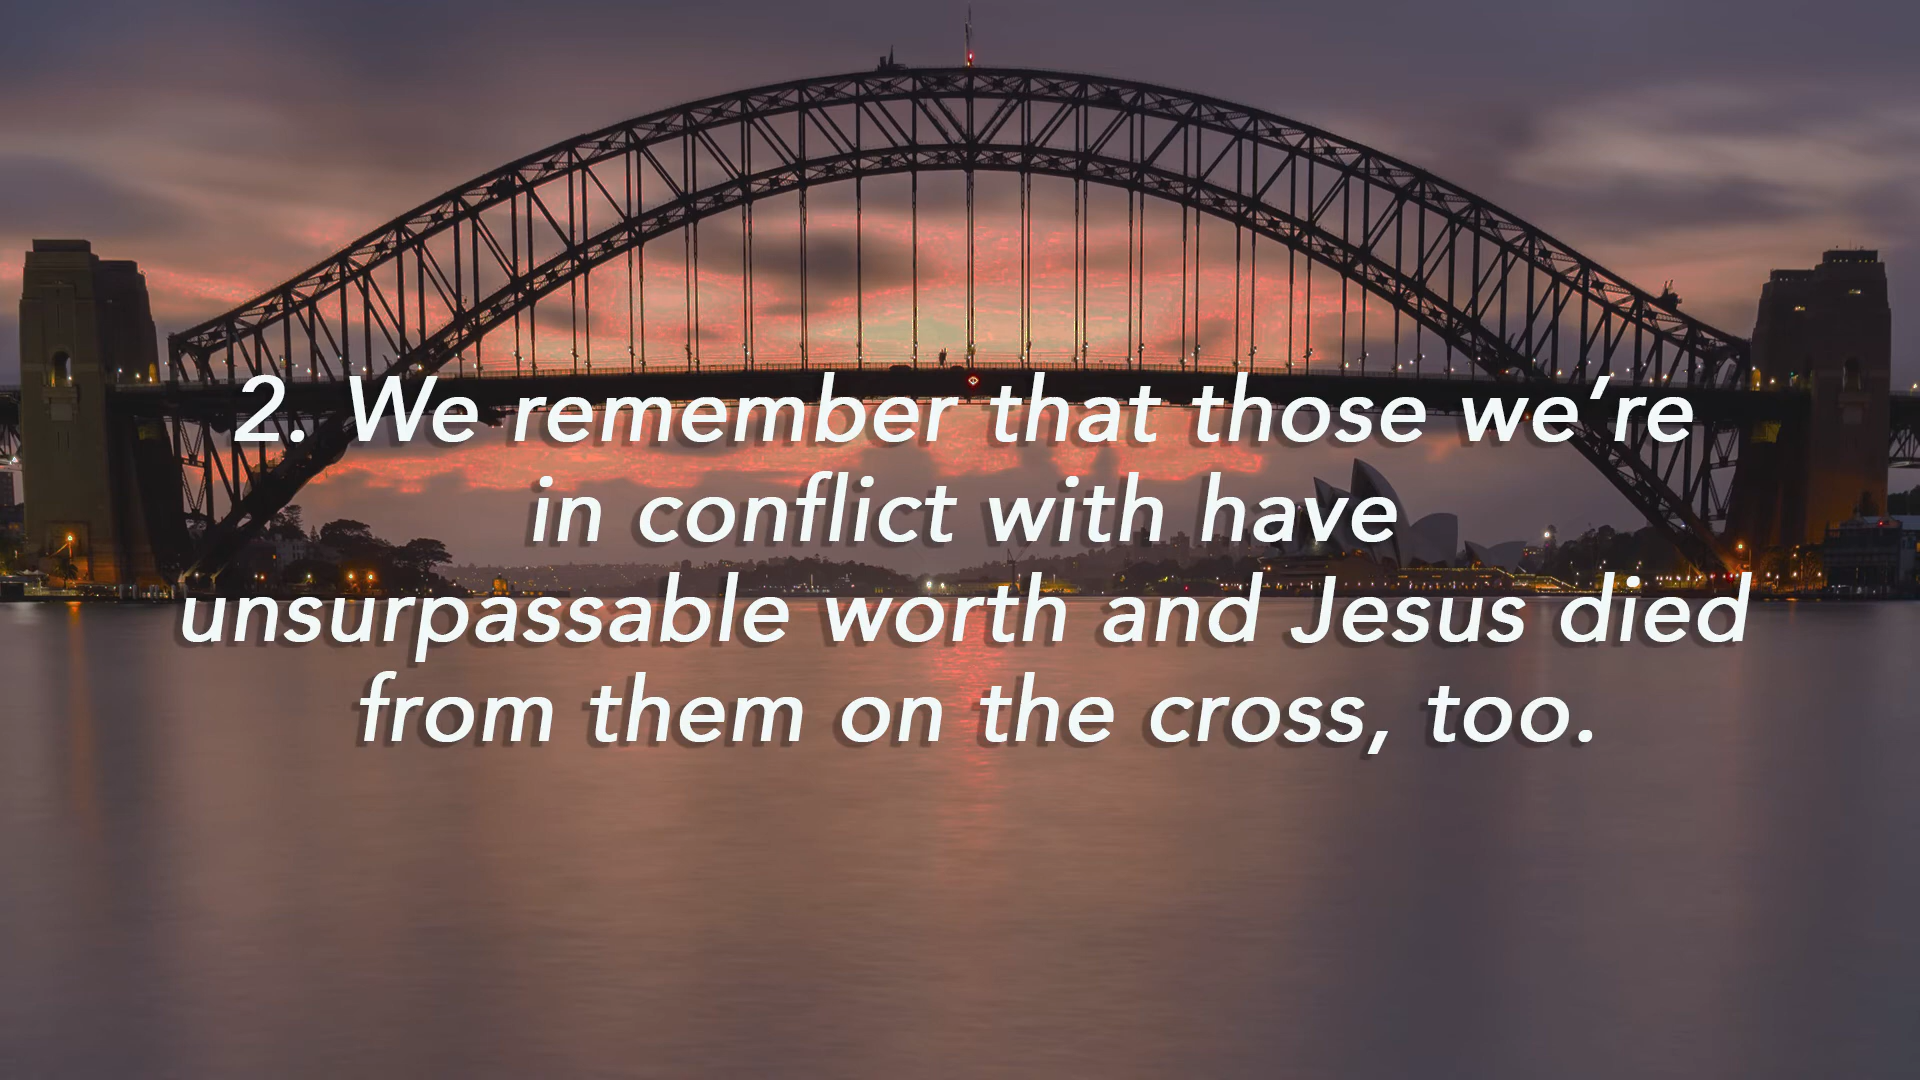 2. We remember that those we’re
in conflict with have
unsurpassable worth and Jesus died
from them on the cross, too.